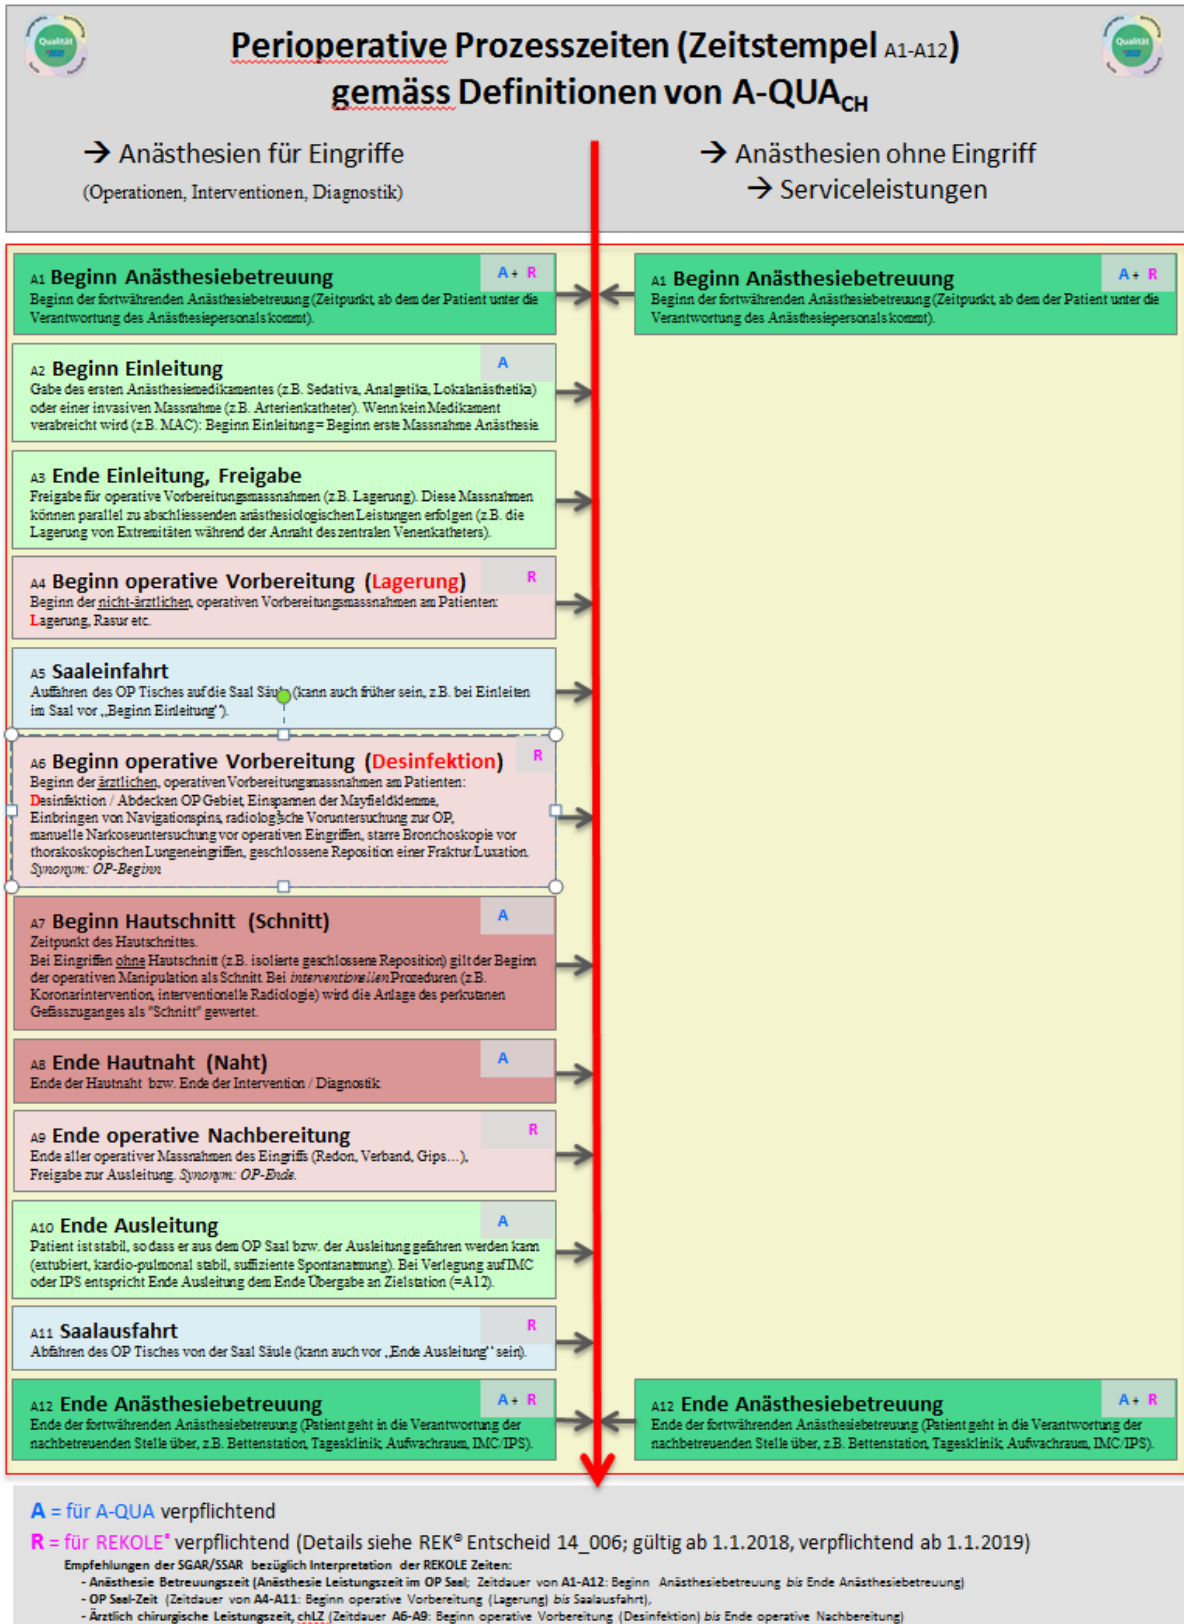 Qualität
Qualität
Perioperative Prozesszeiten (Zeitstempel A1-A12)
gemäss Definitionen von A-QUACH
→ Anästhesien für Eingriffe
(Operationen, Interventionen, Diagnostik)
→ Anästhesien ohne Eingriff
→ Serviceleistungen
A1 Beginn Anästhesiebetreuung
A + R
Beginn der fortwährenden Anästhesiebetreuung (Zeitpunkt, ab dem der Patient unter die
Verantwortung des Anästhesiepersonals kommt).
A1 Beginn Anästhesiebetreuung
A + R
Beginn der fortwährenden Anästhesiebetreuung (Zeitpunkt, ab dem der Patient unter die
Verantwortung des Anästhesiepersonals kommt).
A2 Beginn Einleitung
A
Gabe des ersten Anästhesiemedikamentes (z.B. Sedativa, Analgetika, Lokalanästhetika)
oder einer invasiven Massnahme (z.B. Arterienkatheter). Wenn kein Medikament
verabreicht wird (z.B. MAC): Beginn Einleitung = Beginn erste Massnahme Anästhesie
A3 Ende Einleitung, Freigabe
Freigabe für operative Vorbereitungsmassnahmen (z.B. Lagerung). Diese Massnahmen
können parallel zu abschliessenden anästhesiologischen Leistungen erfolgen (z.B. die
Lagerung von Extremitäten während der Annaht des zentralen Venenkatheters).
A4 Beginn operative Vorbereitung (Lagerung)
R
Beginn der nicht-ärztlichen, operativen Vorbereitungsmassnahmen am Patienten:
Lagerung, Rasur etc.
A5 Saaleinfahrt
Auffahren des OP Tisches auf die Saal Säule (kann auch früher sein, z.B. bei Einleiten
im Saal vor „Beginn Einleitung").
A6 Beginn operative Vorbereitung (Desinfektion)
R
Beginn der ärztlichen, operativen Vorbereitungsmassnahmen am Patienten:
Desinfektion / Abdecken OP Gebiet, Einspannen der Mayfieldklemme,
Einbringen von Navigationspins, radiologische Voruntersuchung zur OP,
manuelle Narkoseuntersuchung vor operativen Eingriffen, starre Bronchoskopie vor
thorakoskopischen Lungeneingriffen, geschlossene Reposition einer Fraktur/Luxation.
Synonym: OP-Beginn
A7 Beginn Hautschnitt (Schnitt)
A
Zeitpunkt des Hautschnittes.
Bei Eingriffen ohne Hautschnitt (z.B. isolierte geschlossene Reposition) gilt der Beginn
der operativen Manipulation als Schnitt. Bei interventionellen Prozeduren (z.B.
Koronarintervention, interventionelle Radiologie) wird die Anlage des perkutanen
Gefässzuganges als "Schnitt" gewertet.
A8 Ende Hautnaht (Naht)
A
Ende der Hautnaht bzw. Ende der Intervention / Diagnostik
A9 Ende operative Nachbereitung
R
Ende aller operativer Massnahmen des Eingriffs (Redon, Verband, Gips…),
Freigabe zur Ausleitung. Synonym: OP-Ende.
A10 Ende Ausleitung
A
Patient ist stabil, so dass er aus dem OP Saal bzw. der Ausleitung gefahren werden kann
(extubiert, kardio-pulmonal stabil, suffiziente Spontanatmung). Bei Verlegung auf IMC
oder IPS entspricht Ende Ausleitung dem Ende Übergabe an Zielstation (=A12).
A11 Saalausfahrt
R
Abfahren des OP Tisches von der Saal Säule (kann auch vor „Ende Ausleitung" sein).
A12 Ende Anästhesiebetreuung
A + R
Ende der fortwährenden Anästhesiebetreuung (Patient geht in die Verantwortung der
nachbetreuenden Stelle über, z.B. Bettenstation, Tagesklinik, Aufwachraum, IMC/IPS).
A12 Ende Anästhesiebetreuung
A + R
Ende der fortwährenden Anästhesiebetreuung (Patient geht in die Verantwortung der
nachbetreuenden Stelle über, z.B. Bettenstation, Tagesklinik, Aufwachraum, IMC/IPS).
A = für A-QUA verpflichtend
R = für REKOLE® verpflichtend (Details siehe REK® Entscheid 14_006; gültig ab 1.1.2018, verpflichtend ab 1.1.2019)
Empfehlungen der SGAR/SSAR bezüglich Interpretation der REKOLE Zeiten:
- Anästhesie Betreuungszeit (Anästhesie Leistungszeit im OP Saal; Zeitdauer von A1-A12: Beginn Anästhesiebetreuung bis Ende Anästhesiebetreuung)
- OP Saal-Zeit (Zeitdauer von A4-A11: Beginn operative Vorbereitung (Lagerung) bis Saalausfahrt),
- Ärztlich chirurgische Leistungszeit, chLZ (Zeitdauer A6-A9: Beginn operative Vorbereitung (Desinfektion) bis Ende operative Nachbereitung)